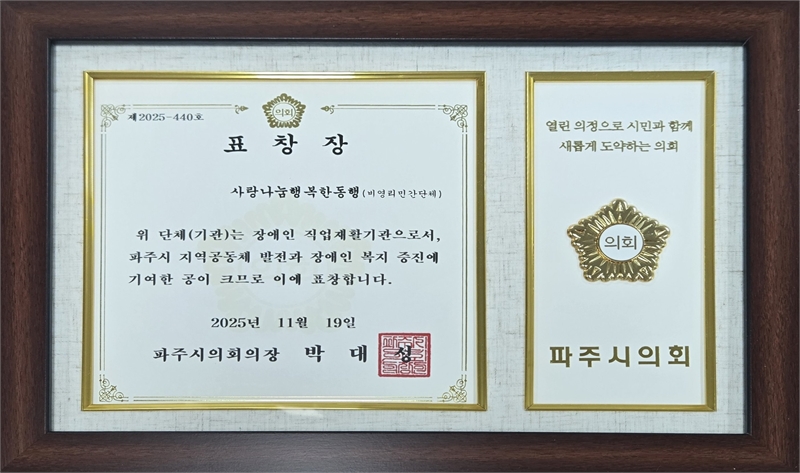 제2025-440호
의회
표창장
사랑나눔행복한동행(비영리민간단체)
위 단체(기관)는 장애인 직업재활기관으로서,
파주시 지역공동체 발전과 장애인 복지 증진에
기여한 공이 크므로 이에 표창합니다.
2025년 11월 19일
파주시의회의장 박대성
열린 의정으로 시민과 함께
새롭게 도약하는 의회
의회
파주시의회